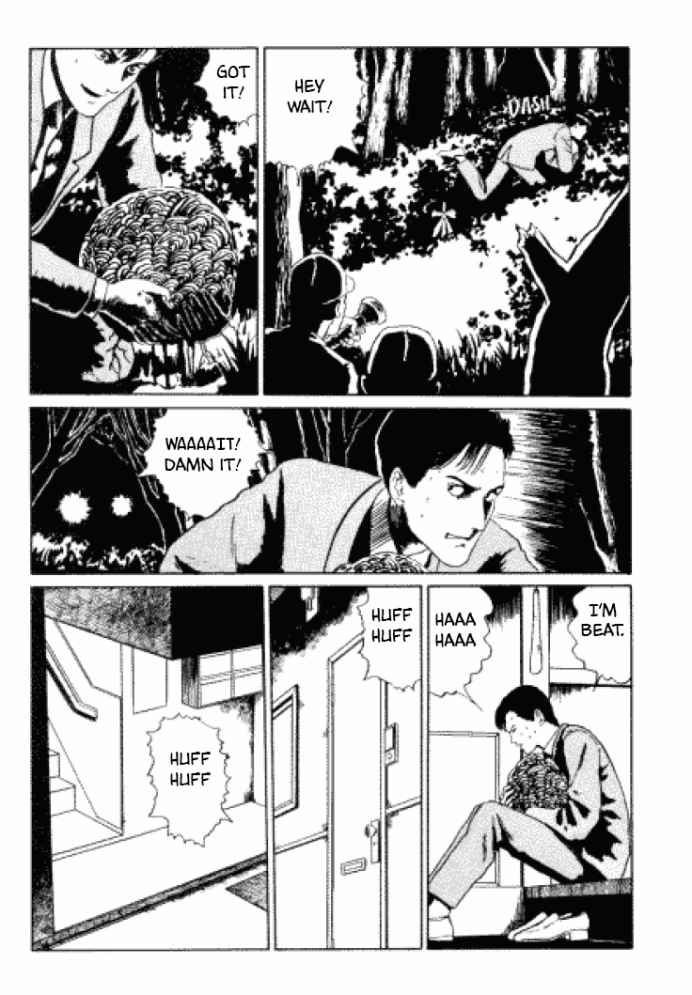 GOT
IT!
HEY
WAIT!
DASH
WAAAAIT!
DAMN IT!
HUFF
HUFF
HUFF
HUFF
HAAA
HAAA
I'M
BEAT.